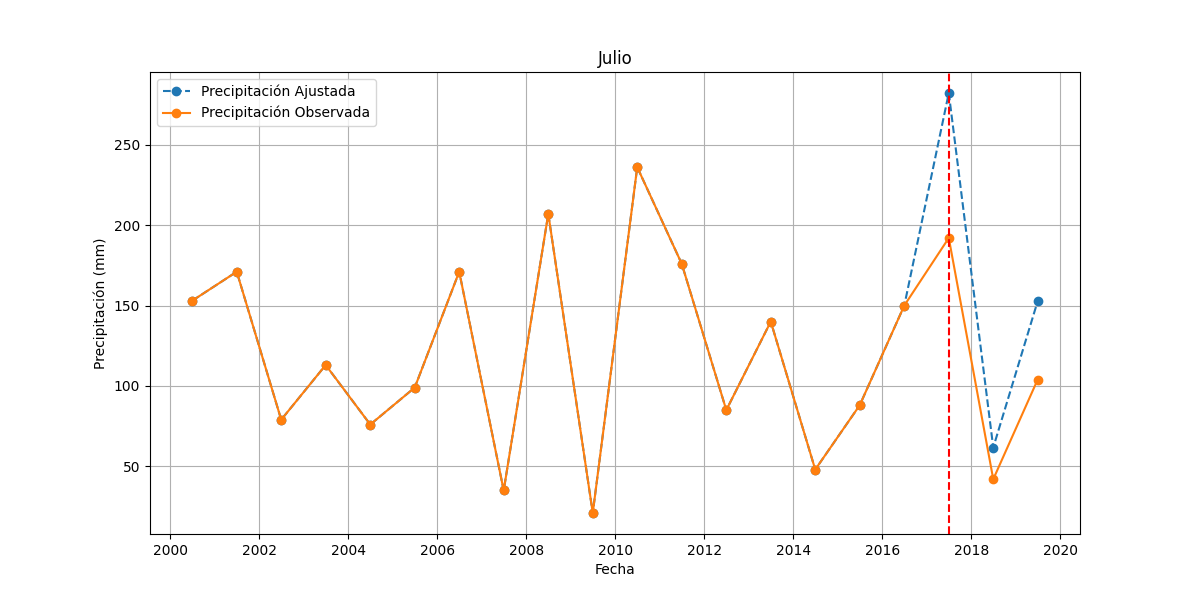 Julio
Precipitación Ajustada
Precipitación Observada
Precipitación (mm)
250
200
150
100
50
2000 2002 2004 2006 2008 2010 2012 2014 2016 2018 2020
Fecha